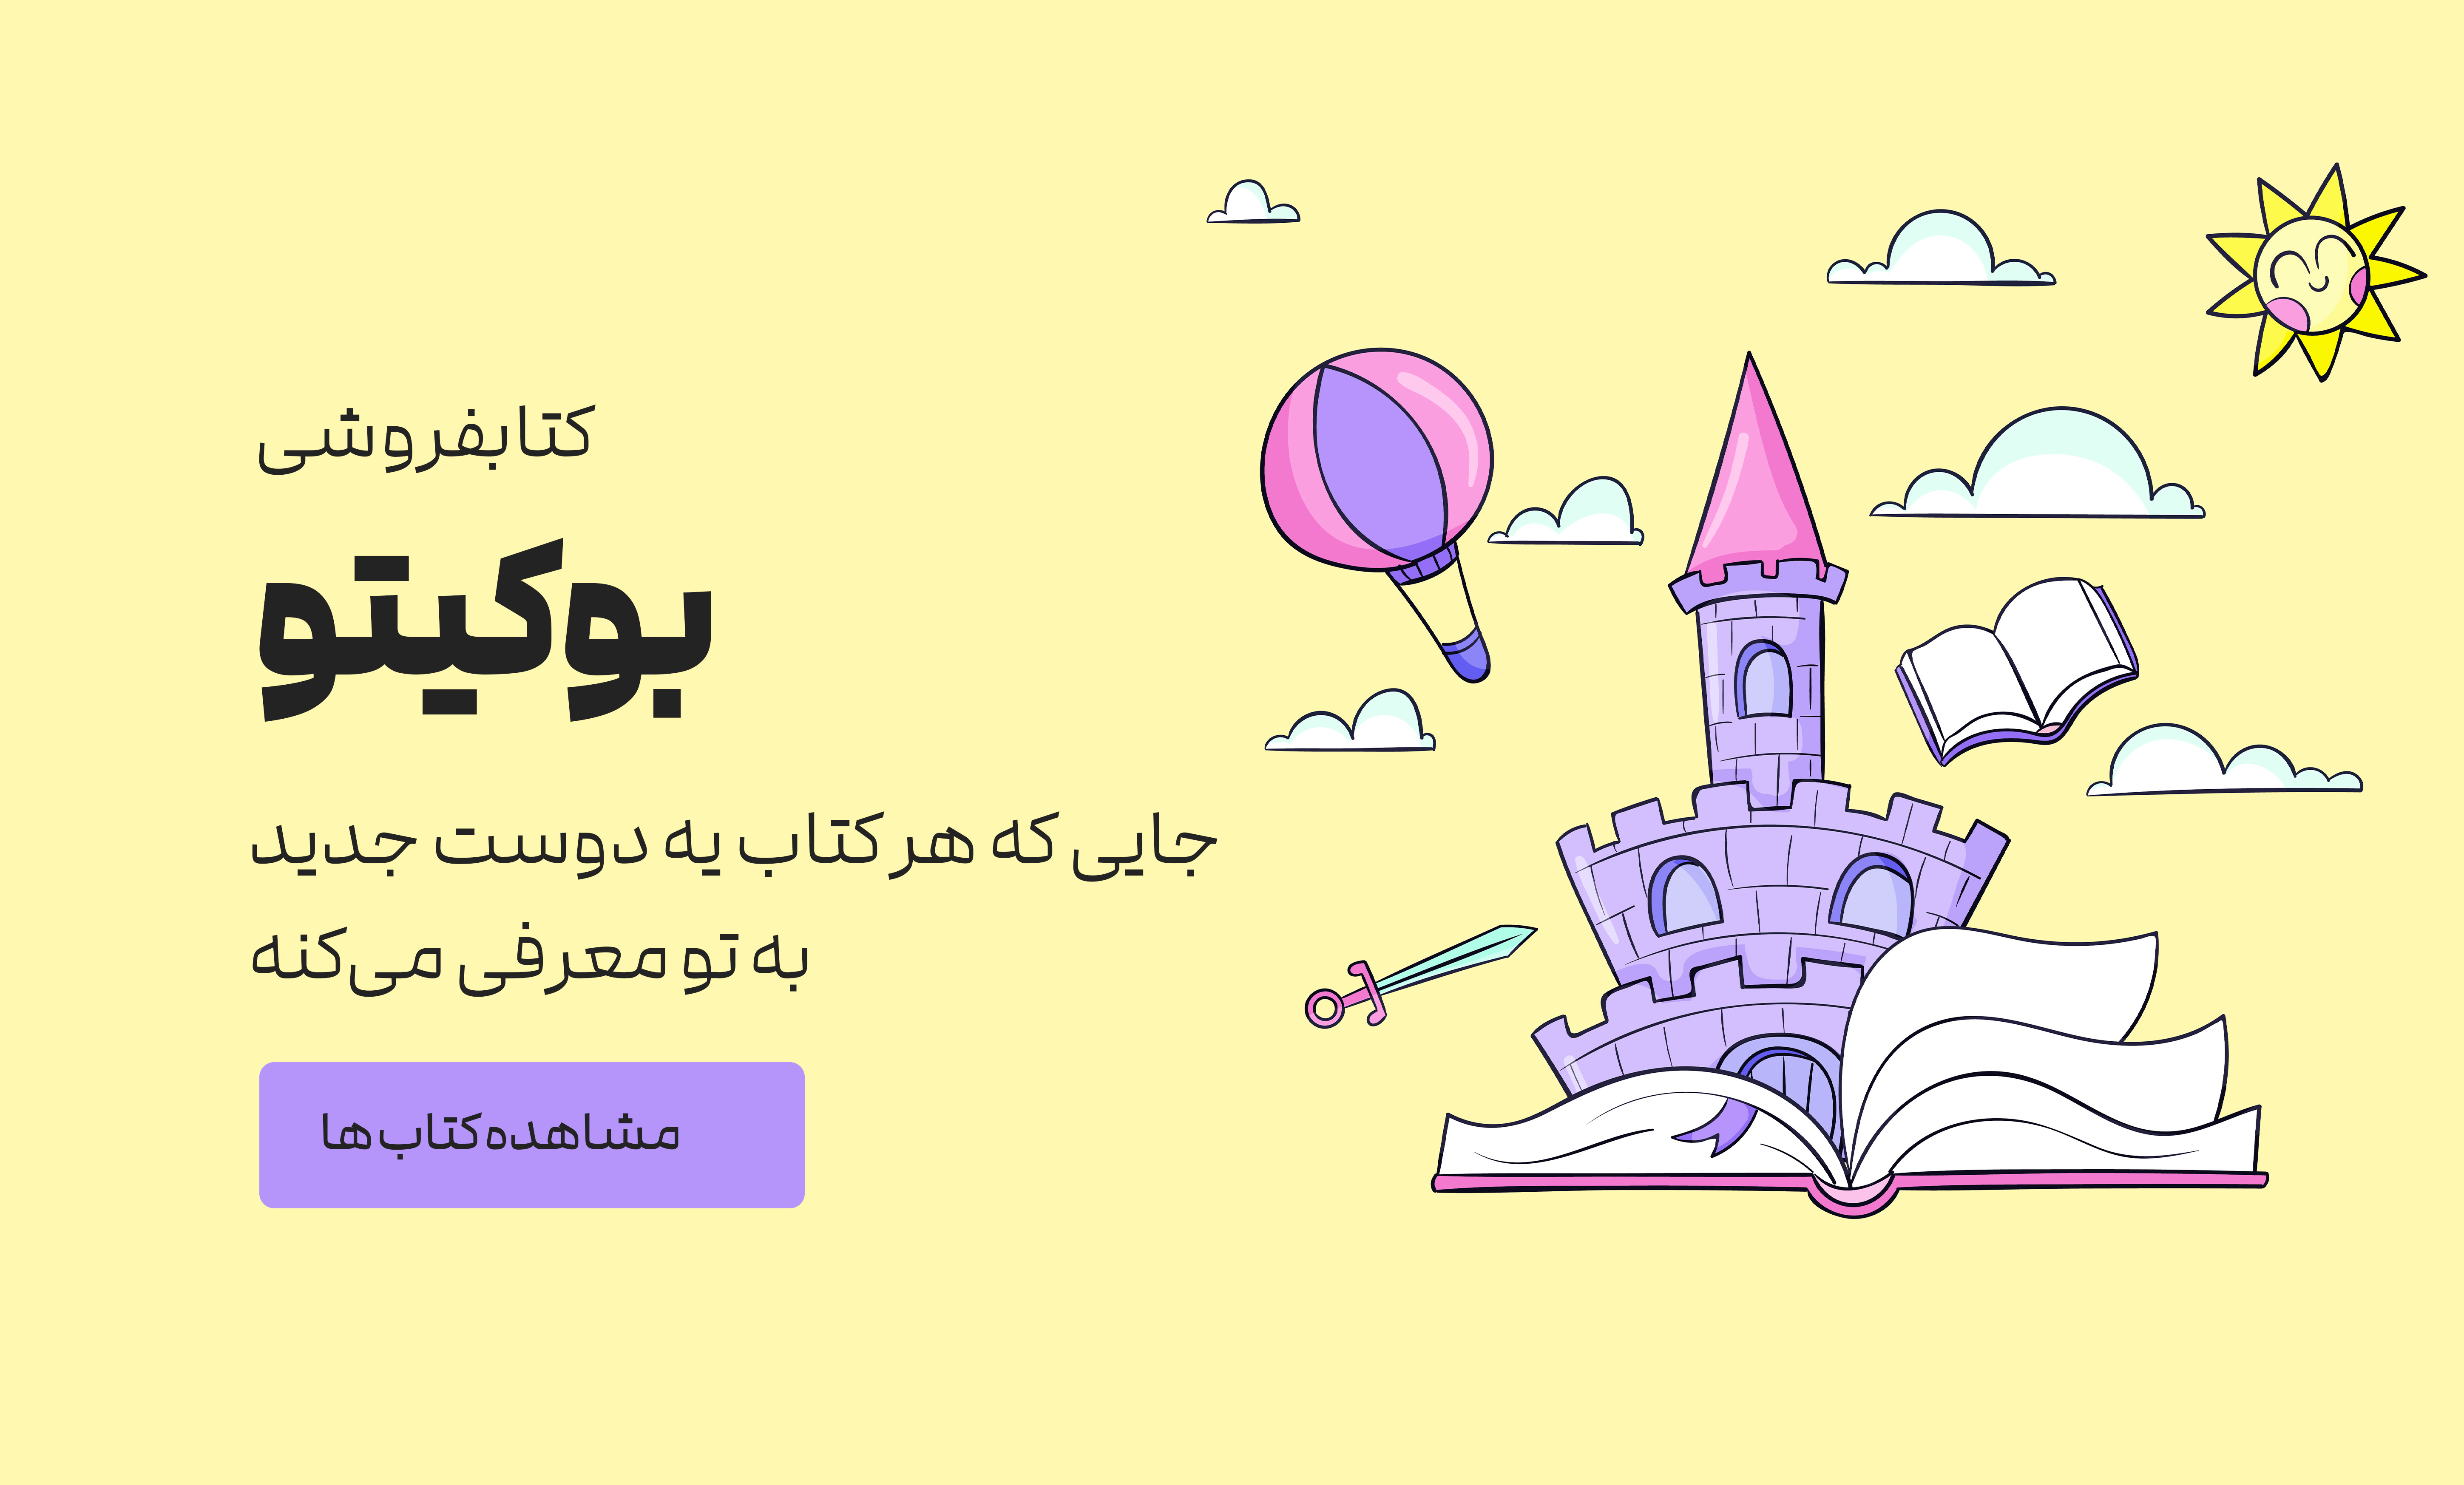 کتابفروشی
بوکیتو
جایی که هر کتاب یه دوست جدید
به تو معرفی می‌کنه
مشاهده کتاب‌ها